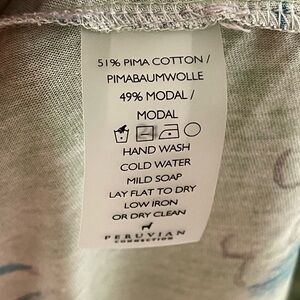 51% PIMA COTTON /
PIMABAUMWOLLE
49% MODAL /
MODAL
HAND WASH
COLD WATER
MILD SOAP
LAY FLAT TO DRY
LOW IRON
OR DRY CLEAN
PERUVIAN
CONNECTION